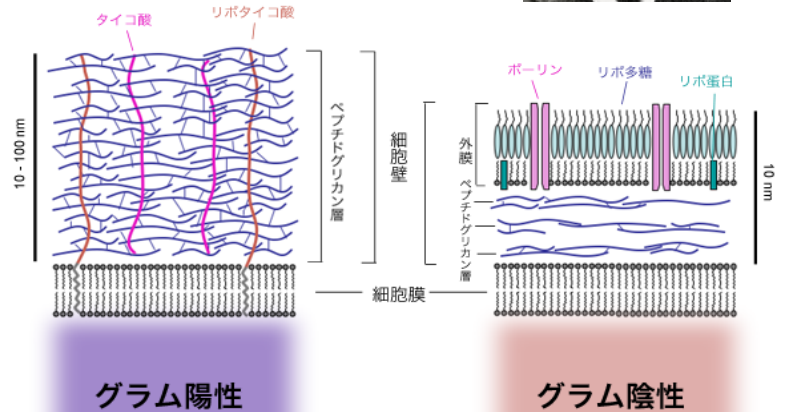 タイコ酸
リポタイコ酸
10 - 100 nm
ペプチドグリカン層
細胞壁
細胞膜
グラム陽性
ポーリン
リポ多糖
リポ蛋白
外膜
ペプチドグリカン層
10 nm
グラム陰性